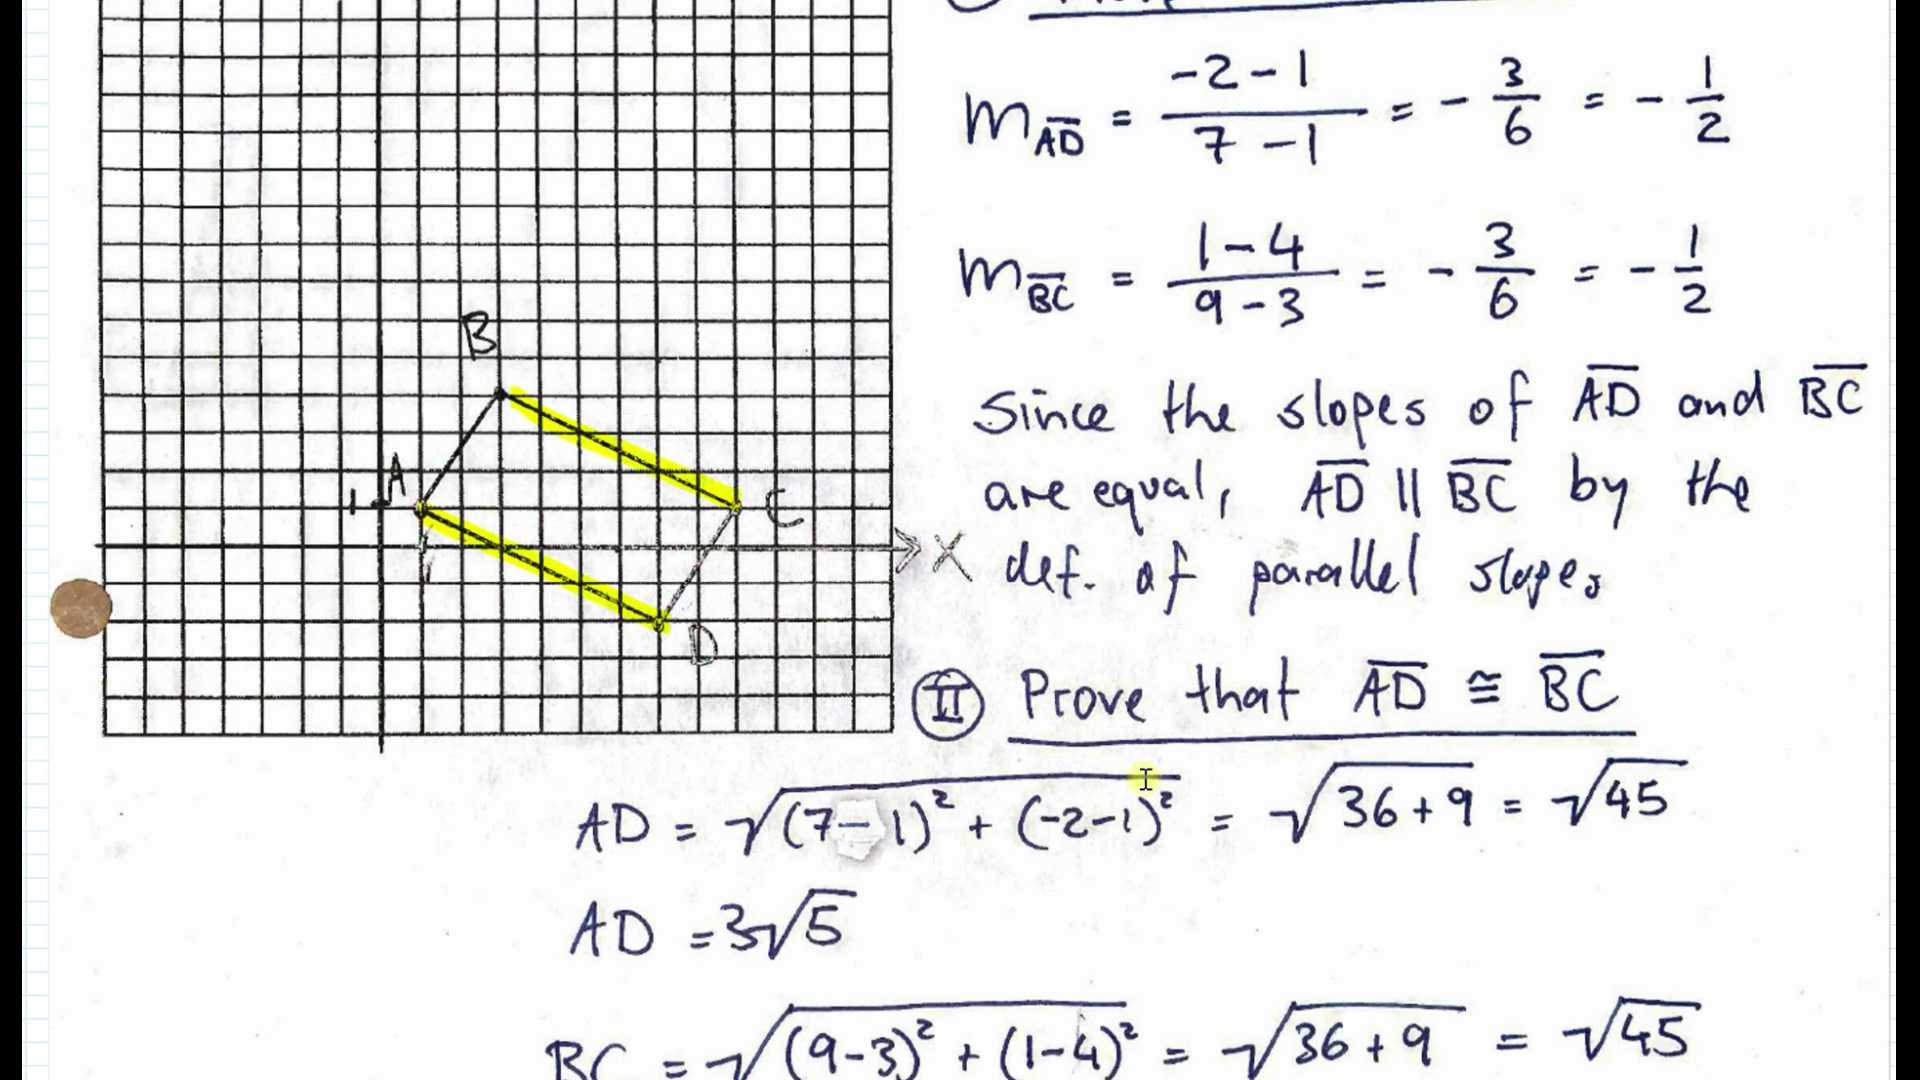 m_AD = (-2-1)/(7-1) = -3/6 = -1/2
m_BC = (1-4)/(9-3) = -3/6 = -1/2
B
A
C
1
1
X
D
Since the slopes of AD and BC
are equal, AD || BC by the
def. of parallel slopes
II Prove that AD ≅ BC
AD = √((7-1)² + (-2-1)²) = √(36+9) = √45
AD = 3√5
BC = √((9-3)² + (1-4)²) = √(36+9) = √45